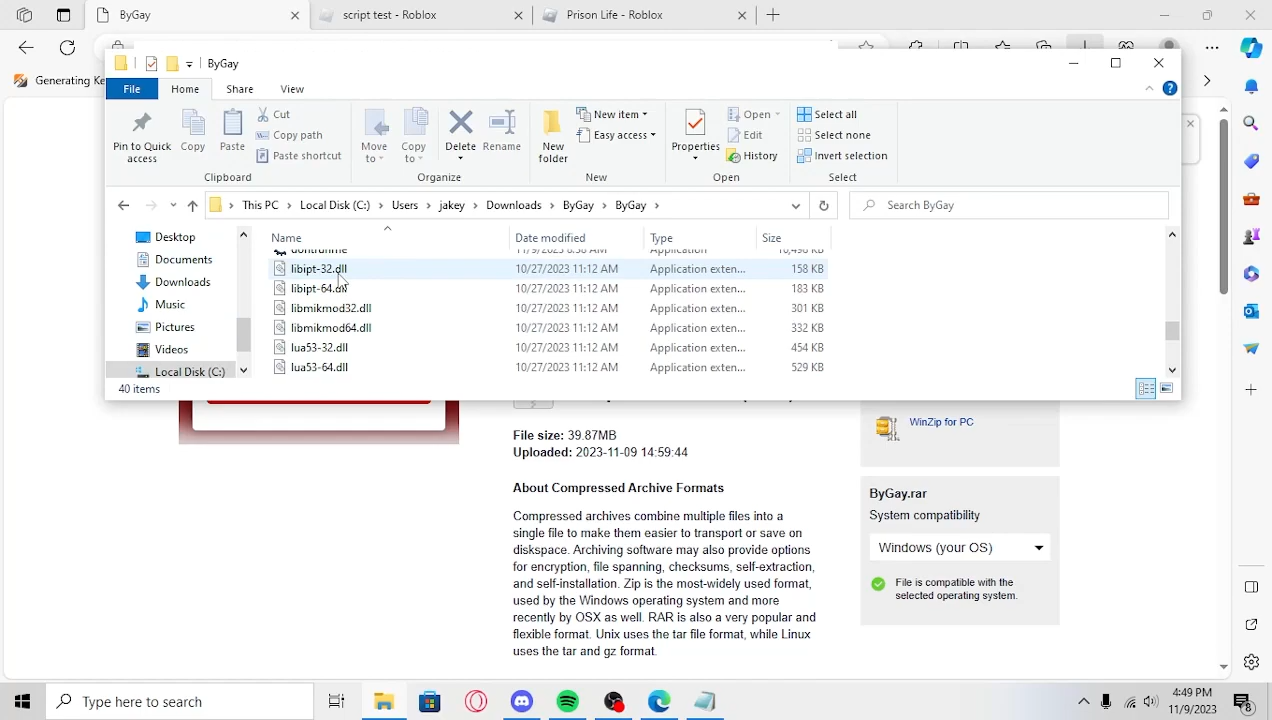 ByGay
script test - Roblox
Prison Life - Roblox
Generating Ke
ByGay
File
Home
Share
View
Pin to Quick access
Copy
Paste
Cut
Copy path
Paste shortcut
Move to
Copy to
Delete
Rename
New folder
New item
Easy access
Properties
Open
Edit
History
Select all
Select none
Invert selection
Clipboard
Organize
New
Open
Select
This PC > Local Disk (C:) > Users > jakey > Downloads > ByGay > ByGay >
Search ByGay
Desktop
Documents
Downloads
Music
Pictures
Videos
Local Disk (C:)
Name Date modified Type Size
libipt-32.dll 10/27/2023 11:12 AM Application exten... 158 KB
libipt-64.dll 10/27/2023 11:12 AM Application exten... 183 KB
libmikmod32.dll 10/27/2023 11:12 AM Application exten... 301 KB
libmikmod64.dll 10/27/2023 11:12 AM Application exten... 332 KB
lua53-32.dll 10/27/2023 11:12 AM Application exten... 454 KB
lua53-64.dll 10/27/2023 11:12 AM Application exten... 529 KB
40 items
File size: 39.87MB
Uploaded: 2023-11-09 14:59:44
About Compressed Archive Formats
Compressed archives combine multiple files into a
single file to make them easier to transport or save on
diskspace. Archiving software may also provide options
for encryption, file spanning, checksums, self-extraction,
and self-installation. Zip is the most-widely used format,
used by the Windows operating system and more
recently by OSX as well. RAR is also a very popular and
flexible format. Unix uses the tar file format, while Linux
uses the tar and gz format.
WinZip for PC
ByGay.rar
System compatibility
Windows (your OS)
File is compatible with the
selected operating system.
Type here to search
4:49 PM
11/9/2023
8